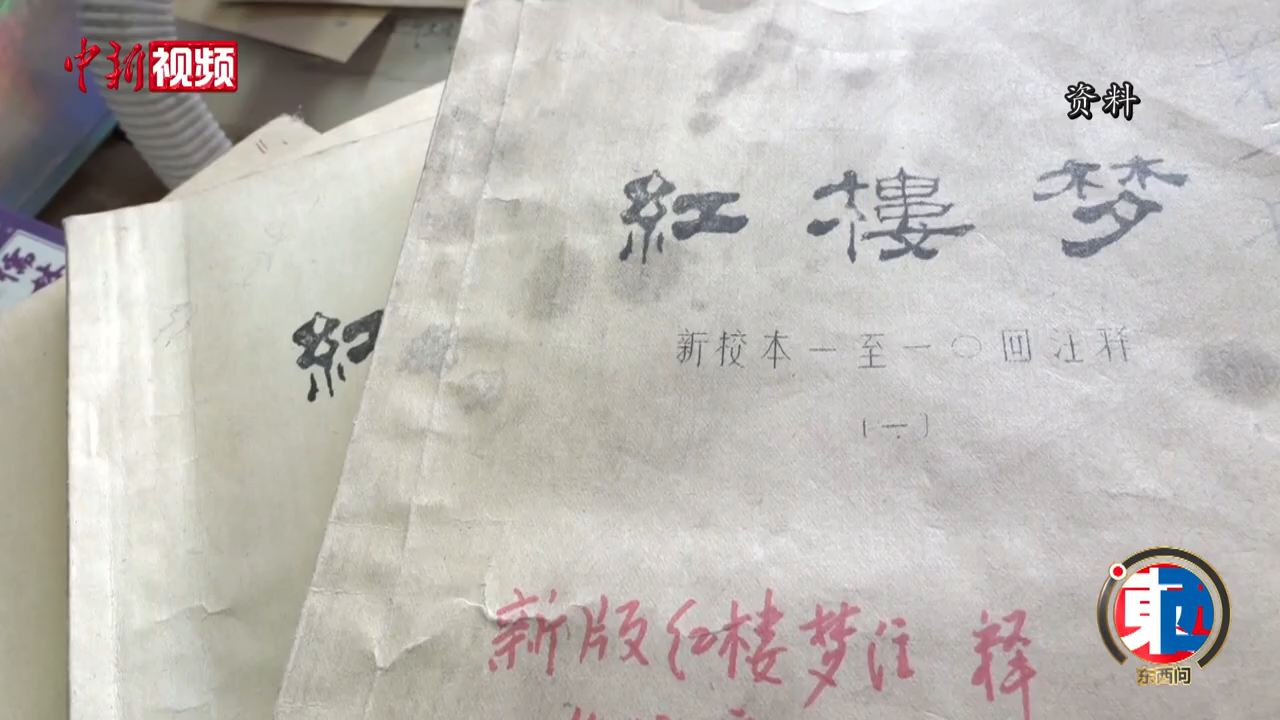 中新视频
资料
紅樓梦
新校本一至一〇回注释
(一)
红
新版红楼梦注释
东西问